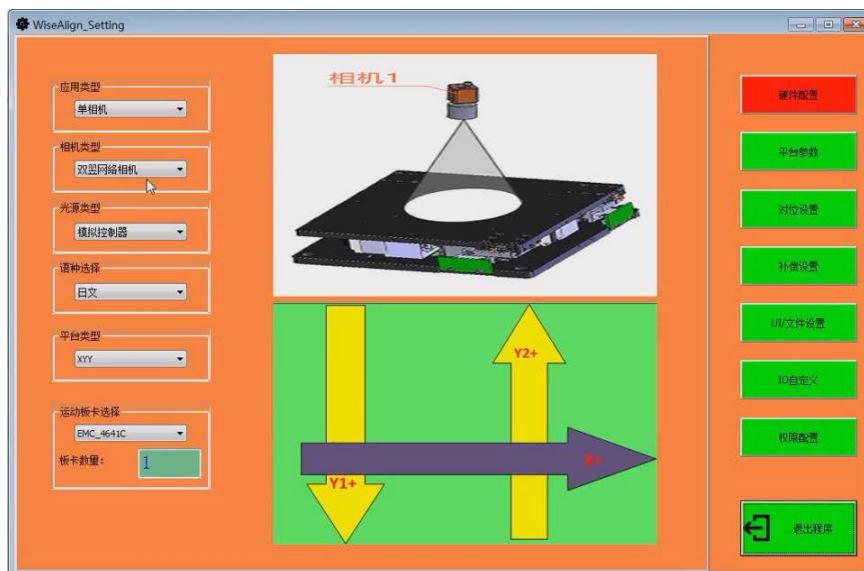 WiseAlign_Setting
应用类型
单相机
相机类型
双翌网络相机
光源类型
模拟控制器
语种选择
日文
平台类型
XYY
运动板卡选择
EMC_4641C
板卡数量：
1
相机1
Y2+
X+
Y1+
硬件配置
平台参数
对位设置
补偿设置
UI/文件设置
IO自定义
权限配置
退出程序